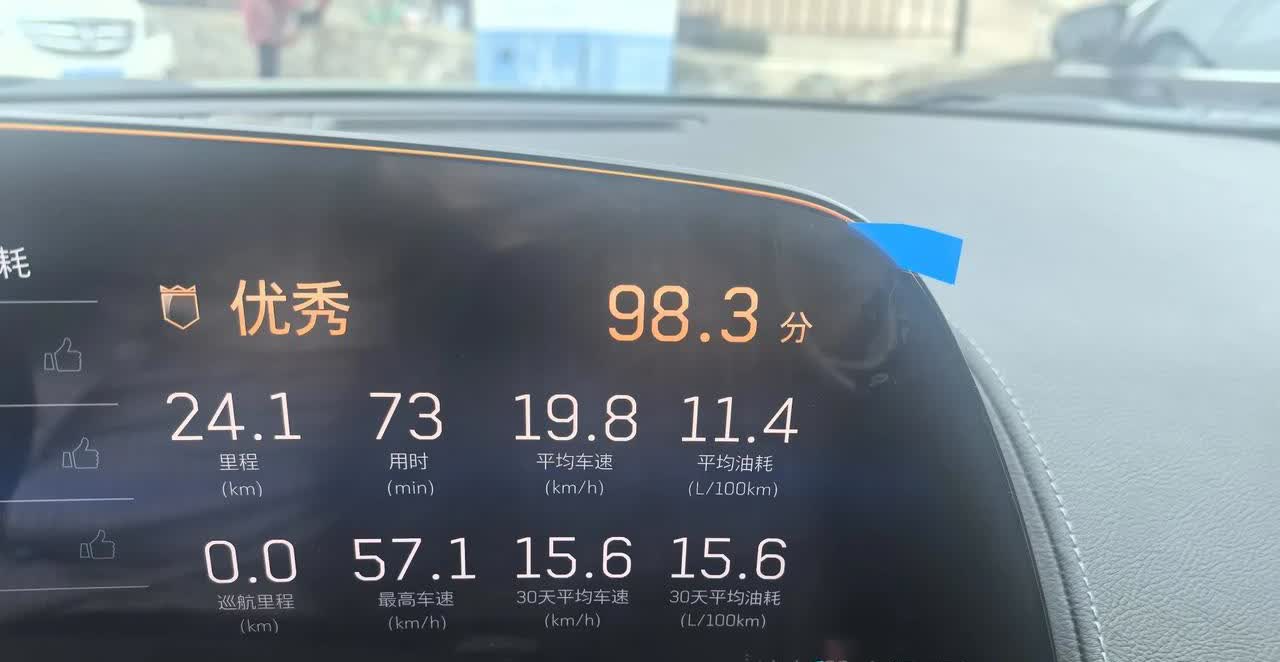 耗
优秀 98.3 分
24.1 73 19.8 11.4
里程 用时 平均车速 平均油耗
(km) (min) (km/h) (L/100km)
0.0 57.1 15.6 15.6
巡航里程 最高车速 30天平均车速 30天平均油耗
(km) (km/h) (km/h) (L/100km)